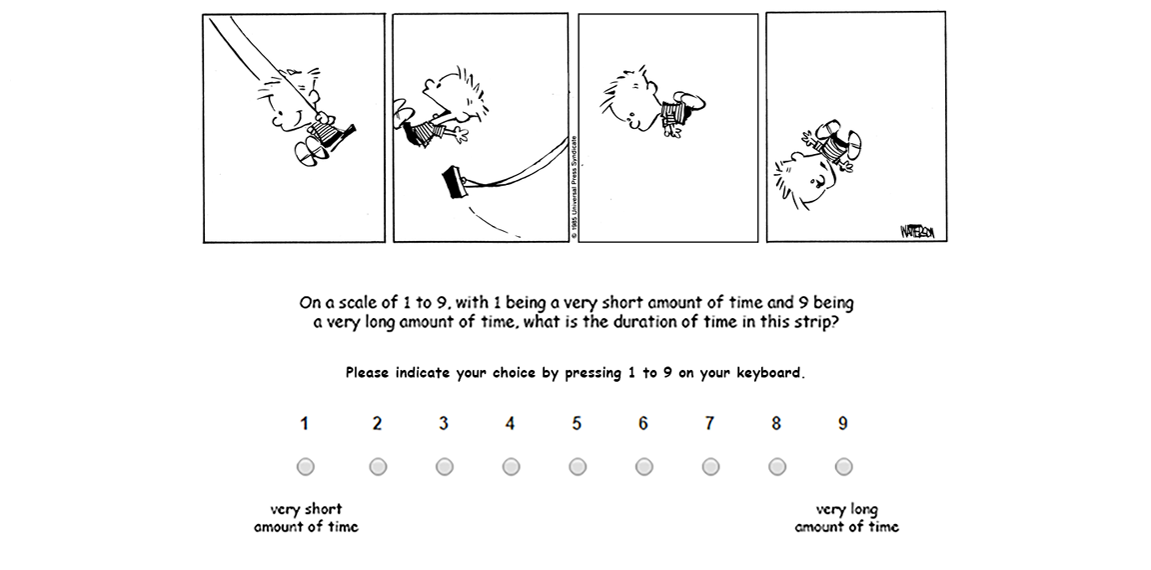 © 1985 Universal Press Syndicate
WATTERSON
On a scale of 1 to 9, with 1 being a very short amount of time and 9 being
a very long amount of time, what is the duration of time in this strip?
Please indicate your choice by pressing 1 to 9 on your keyboard.
1 2 3 4 5 6 7 8 9
very short
amount of time
very long
amount of time